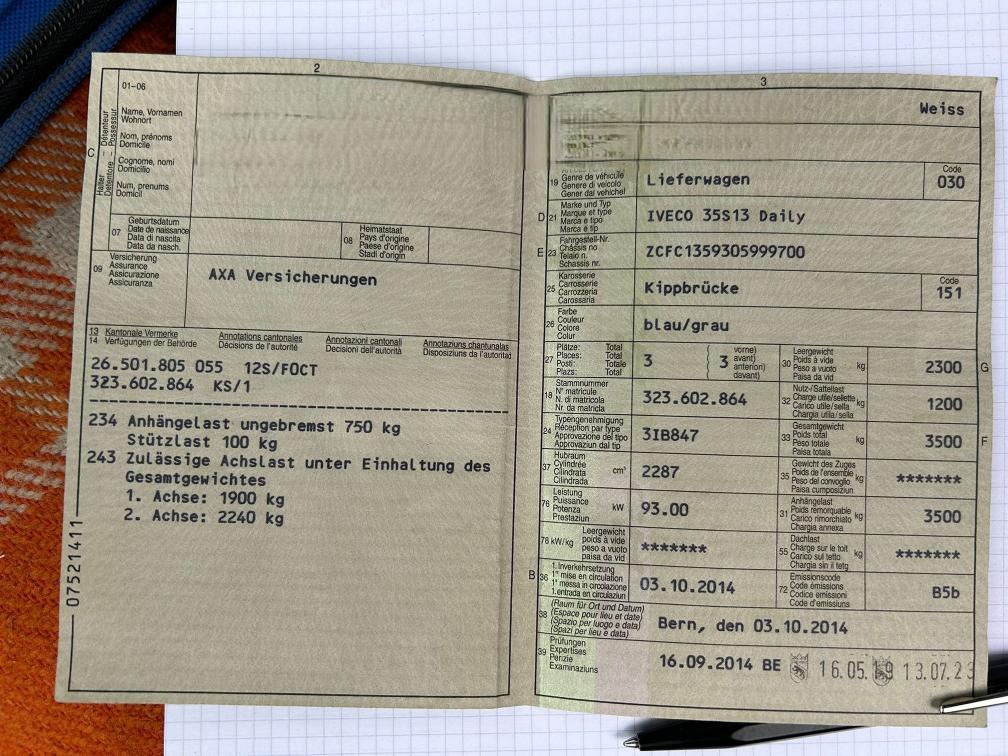 2
01-06
Halter
Détenteur
Detentore
Possessur
C
Name, Vornamen
Wohnort
Nom, prénoms
Domicile
Cognome, nomi
Domicilio
Num, prenums
Domicil
07
Geburtsdatum
Date de naissance
Data di nascita
Data da nasch.
08
Heimatstaat
Pays d'origine
Paese d'origine
Stadi d'origin
09
Versicherung
Assurance
Assicurazione
Assicuranza
AXA Versicherungen
13 Kantonale Vermerke Annotations cantonales Annotazioni cantonali Annotaziuns chantunalas
14 Verfügungen der Behörde Décisions de l'autorité Decisioni dell'autorità Disposiziuns da l'autoritad
26.501.805 055 12S/FOCT
323.602.864 KS/1
234 Anhängelast ungebremst 750 kg
Stützlast 100 kg
243 Zulässige Achslast unter Einhaltung des
Gesamtgewichtes
1. Achse: 1900 kg
2. Achse: 2240 kg
07521411
3
Weiss
19
Genre de véhicule
Genere di veicolo
Gener dal vehichel
Lieferwagen
Code
030
D 21
Marke und Typ
Marque et type
Marca e tipo
Marca e tip
IVECO 35S13 Daily
E 23
Fahrgestell-Nr.
Châssis no
Telaio n.
Schassis nr.
ZCFC1359305999700
25
Karosserie
Carrosserie
Carrozzeria
Carossaria
Kippbrücke
Code
151
26
Farbe
Couleur
Colore
Colur
blau/grau
27
Plätze: Total
Places: Total
Posti: Totale
Plazs: Total
3
3
vorne)
avant)
anteriori)
davant)
30
Leergewicht
Poids à vide
Peso a vuoto
Paisa da vid
kg
2300
G
18
Stammnummer
N° matricule
N. di matricola
Nr. da matricla
323.602.864
32
Nutz-/Sattellast
Charge utile/sellette
Carico utile/sella
Chargia utila/sella
kg
1200
24
Typengenehmigung
Réception par type
Approvazione del tipo
Approvaziun dal tip
3IB847
33
Gesamtgewicht
Poids total
Peso totale
Paisa totala
kg
3500
F
37
Hubraum
Cylindrée
Cilindrata
Cilindrada
cm³
2287
35
Gewicht des Zuges
Poids de l'ensemble
Peso del convoglio
Paisa cumposiziun
kg
*******
76
Leistung
Puissance
Potenza
Prestaziun
kW
93.00
31
Anhängelast
Poids remorquable
Carico rimorchiato
Chargia annexa
kg
3500
78 kW/kg
Leergewicht
poids à vide
peso a vuoto
paisa da vid
*******
55
Dachlast
Charge sur le toit
Carico sul tetto
Chargia sin il tetg
kg
*******
B 36
1. Inverkehrsetzung
1re mise en circulation
1a messa in circolazione
1. entrada en circulaziun
03.10.2014
72
Emissionscode
Code émissions
Codice emissioni
Code d'emissiuns
B5b
38
(Raum für Ort und Datum)
(Espace pour lieu et date)
(Spazio per luogo e data)
(Spazi per lieu e data)
Bern, den 03.10.2014
39
Prüfungen
Expertises
Perizie
Examinaziuns
16.09.2014 BE 16.05.19 13.07.23